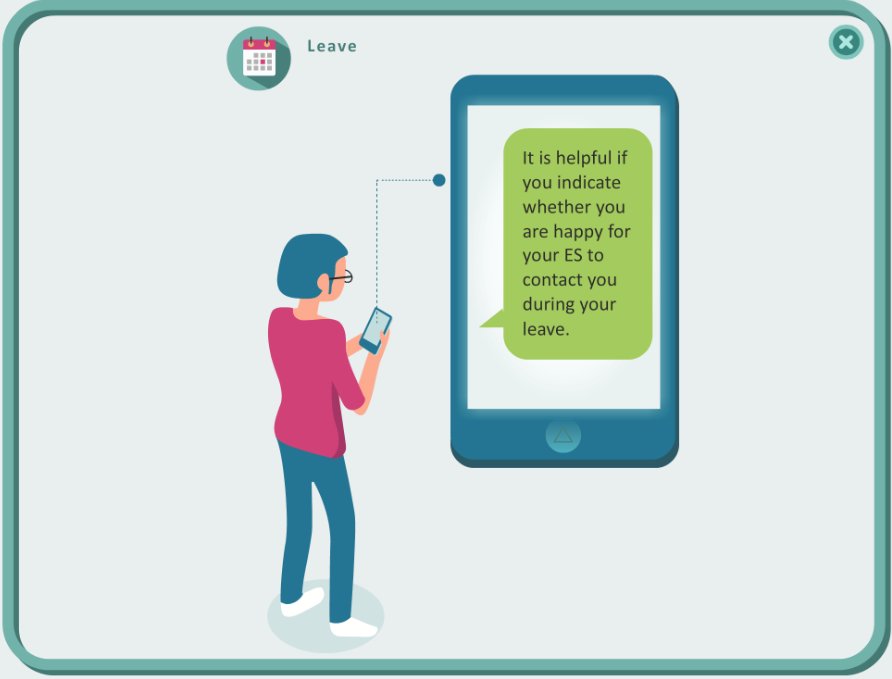 Leave
It is helpful if
you indicate
whether you
are happy for
your ES to
contact you
during your
leave.